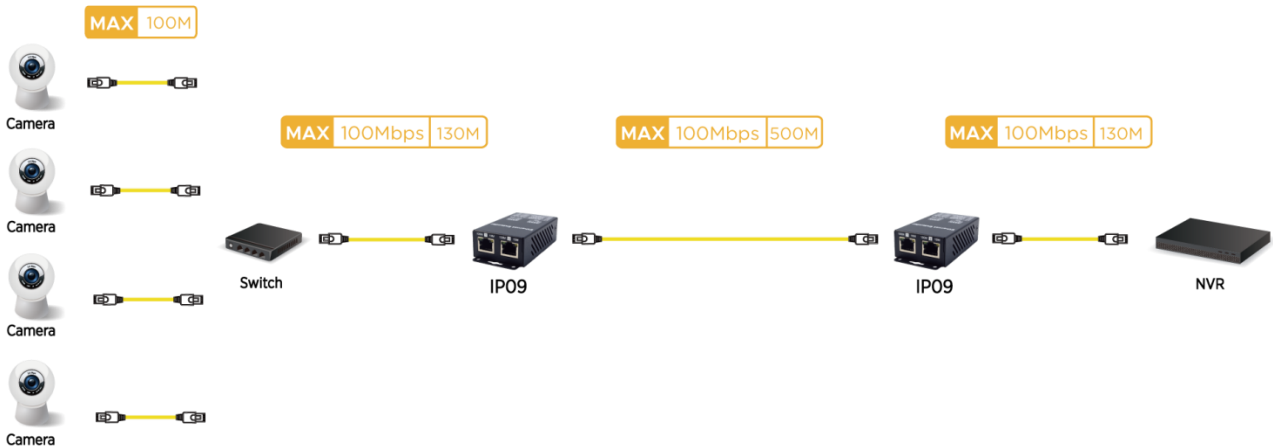 MAX 100M
Camera
MAX 100Mbps 130M
MAX 100Mbps 500M
MAX 100Mbps 130M
Camera
Switch
IP09
IP09
NVR
Camera
Camera